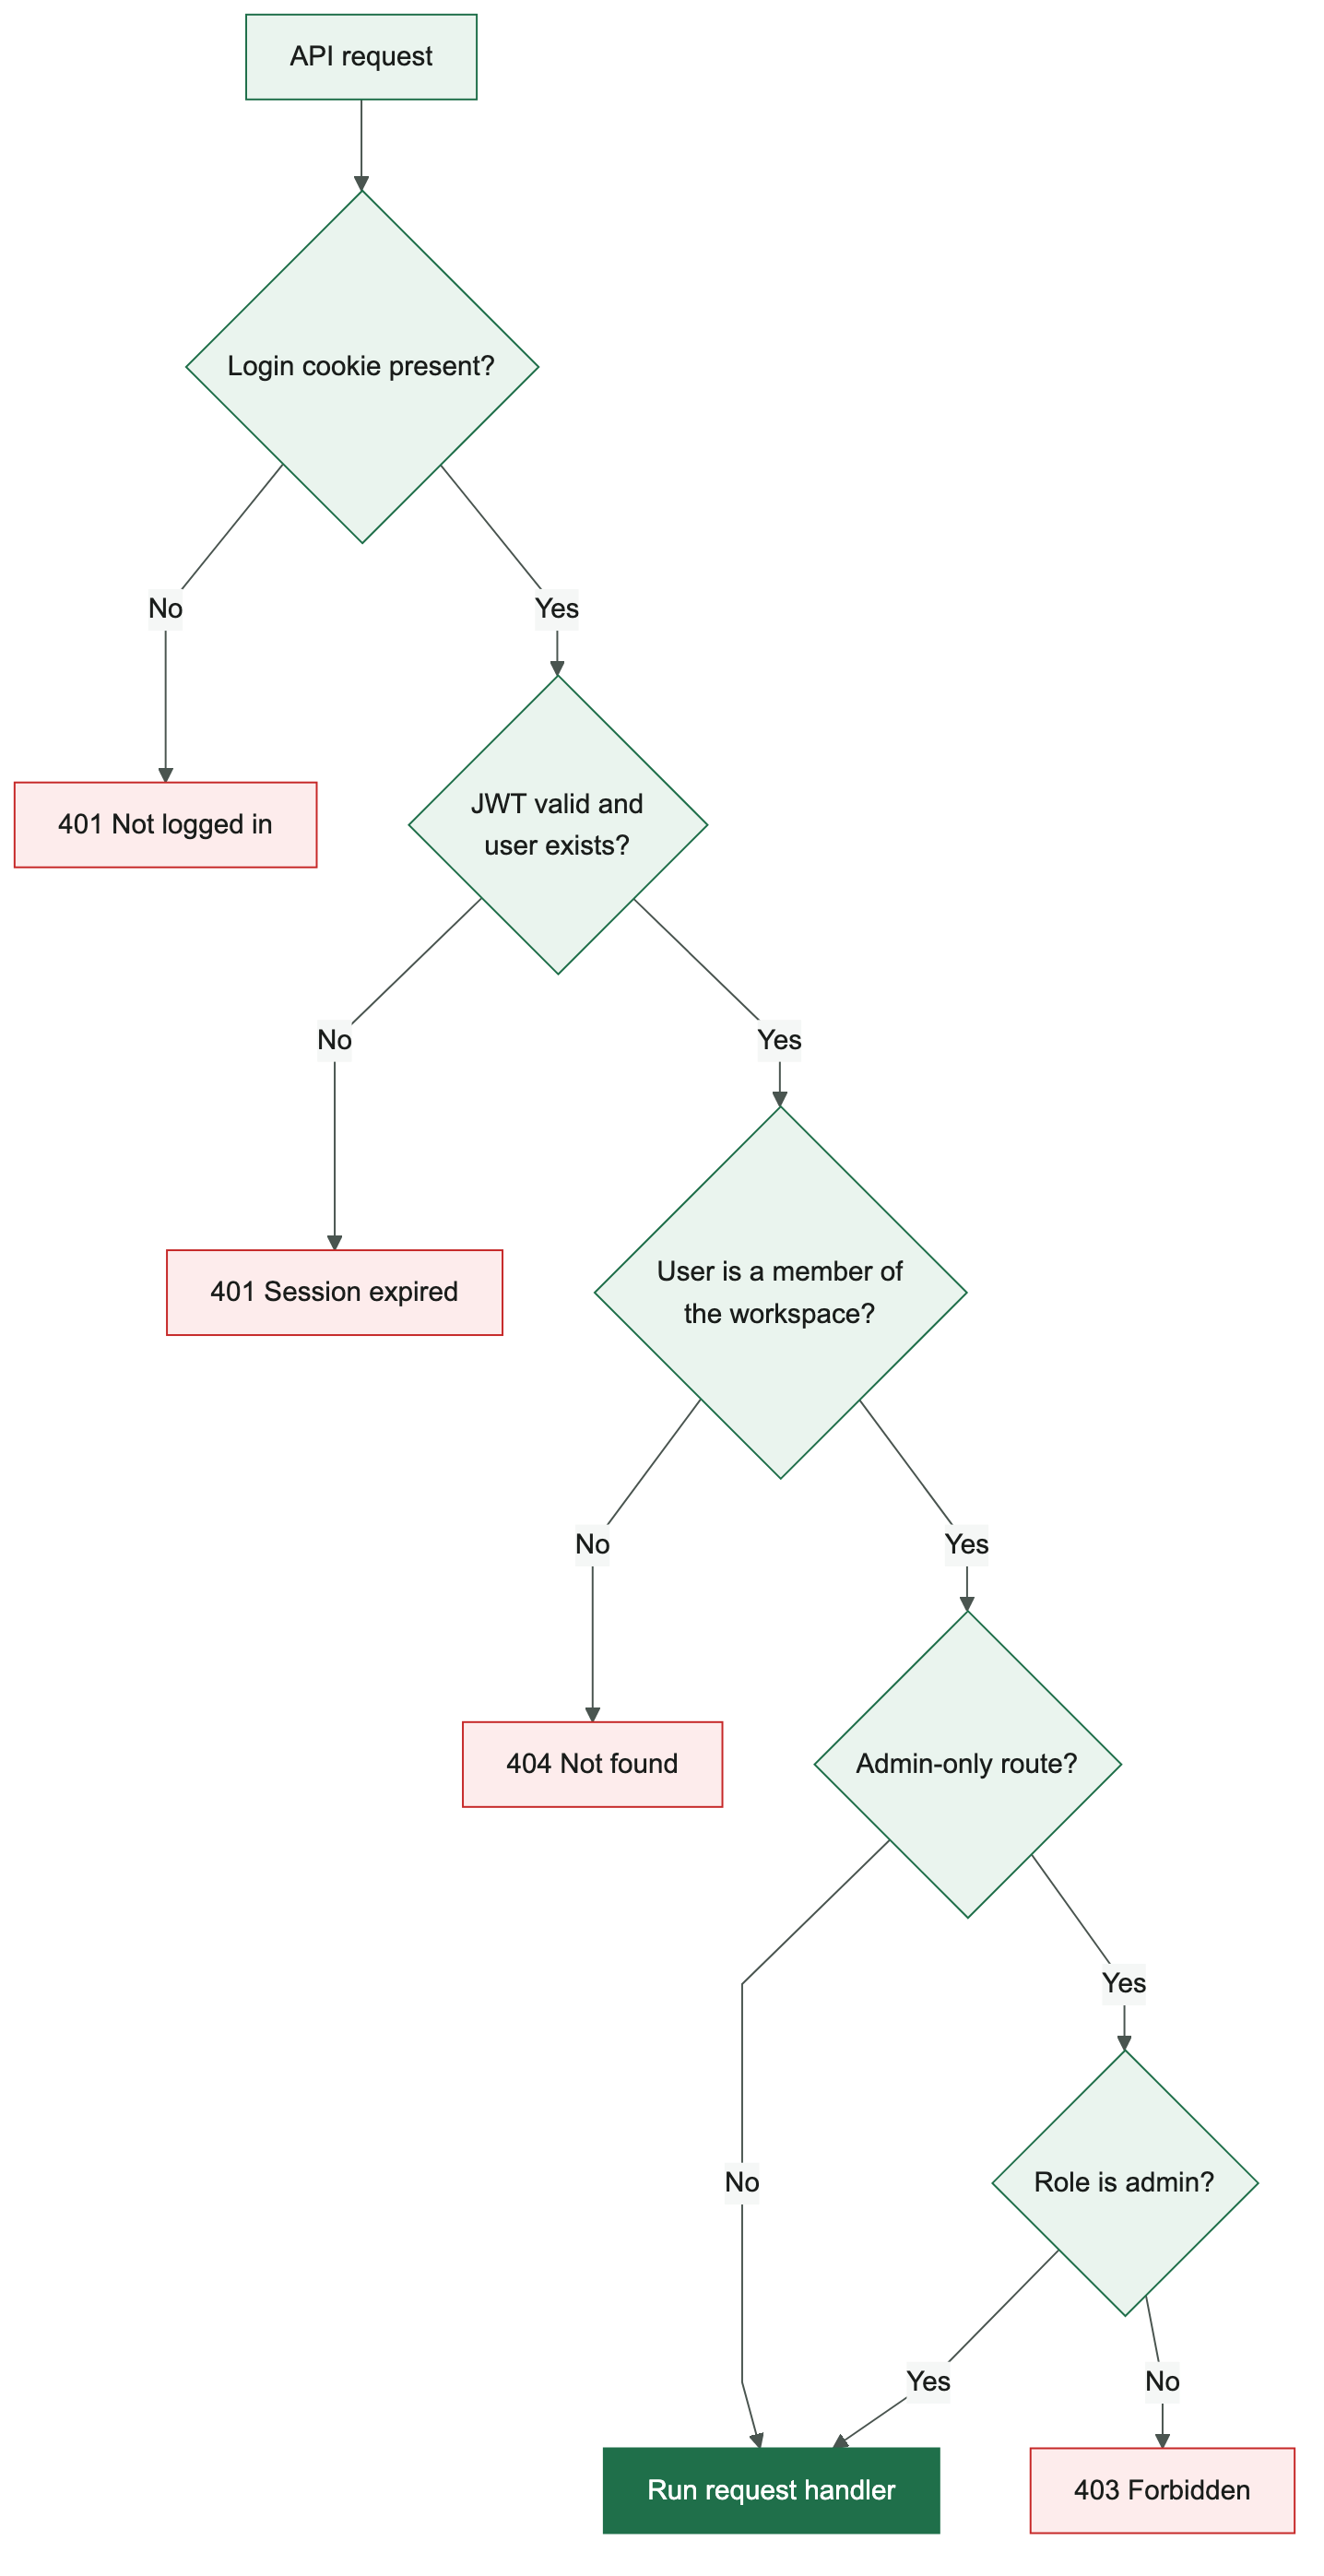 API request
Login cookie present?
No
Yes
JWT valid and
user exists?
401 Not logged in
No
Yes
User is a member of
the workspace?
401 Session expired
No
Yes
Admin-only route?
404 Not found
Yes
No
Role is admin?
Yes
No
Run request handler
403 Forbidden